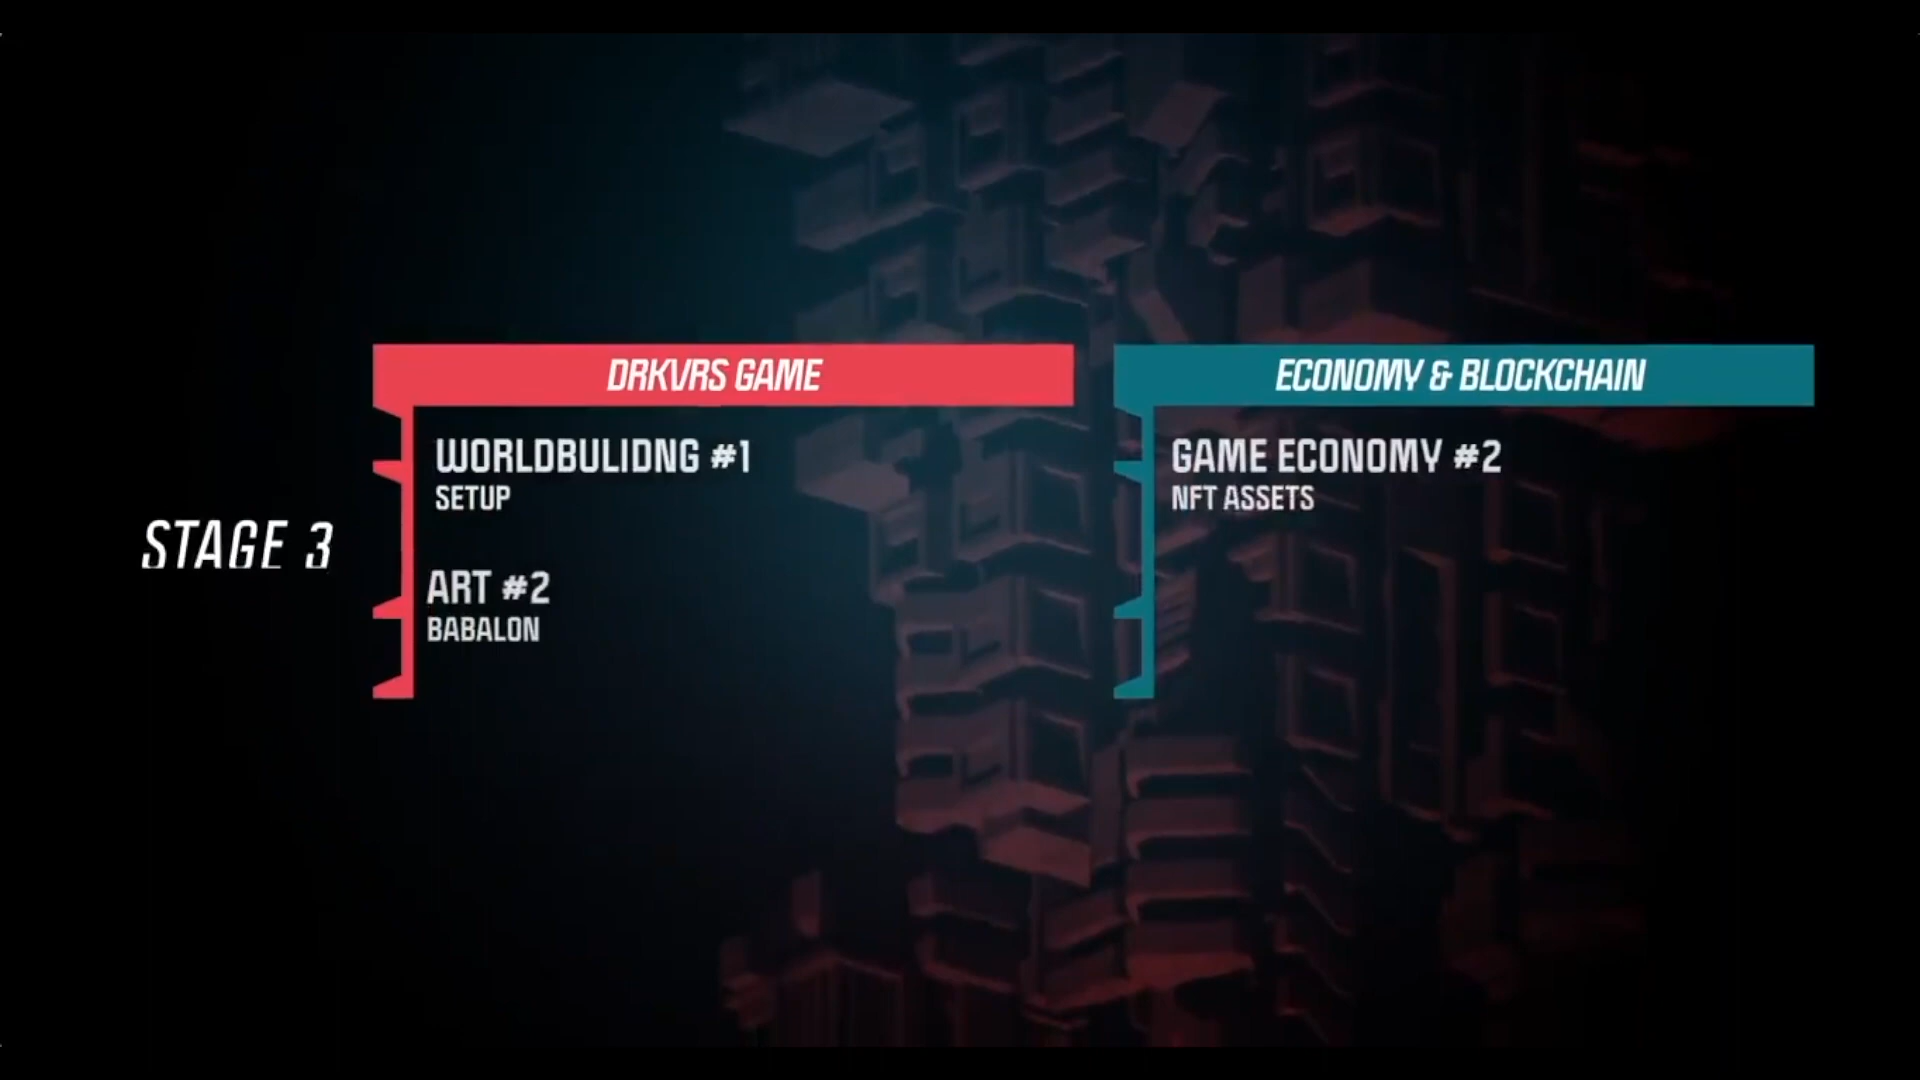 STAGE 3
DRKVRS GAME
WORLDBULIDNG #1
SETUP
ART #2
BABALON
ECONOMY & BLOCKCHAIN
GAME ECONOMY #2
NFT ASSETS